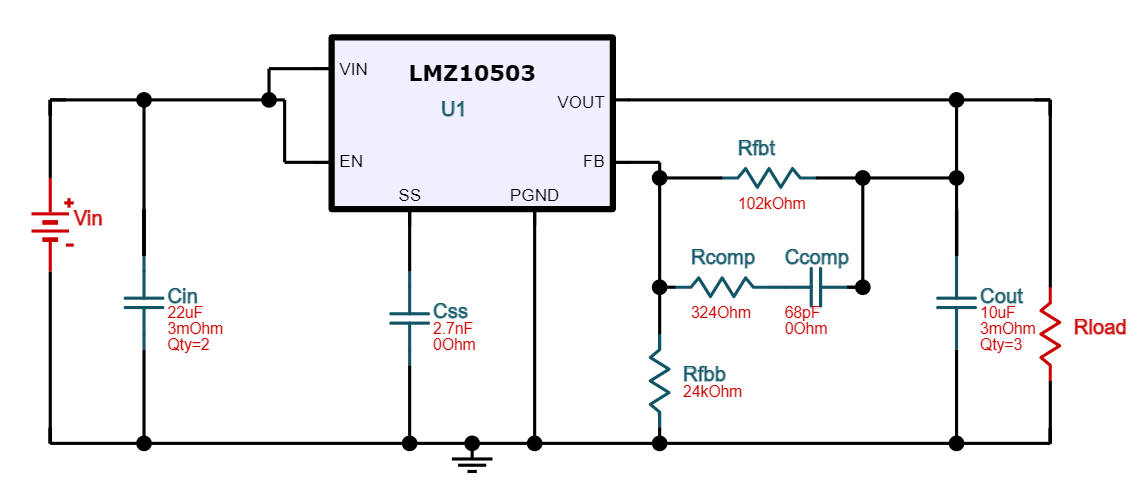 LMZ10503
U1
VIN
VOUT
EN
FB
SS
PGND
+
Vin
-
Cin
22uF
3mOhm
Qty=2
Css
2.7nF
0Ohm
Rfbt
102kOhm
Rcomp
324Ohm
Ccomp
68pF
0Ohm
Rfbb
24kOhm
Cout
10uF
3mOhm
Qty=3
Rload